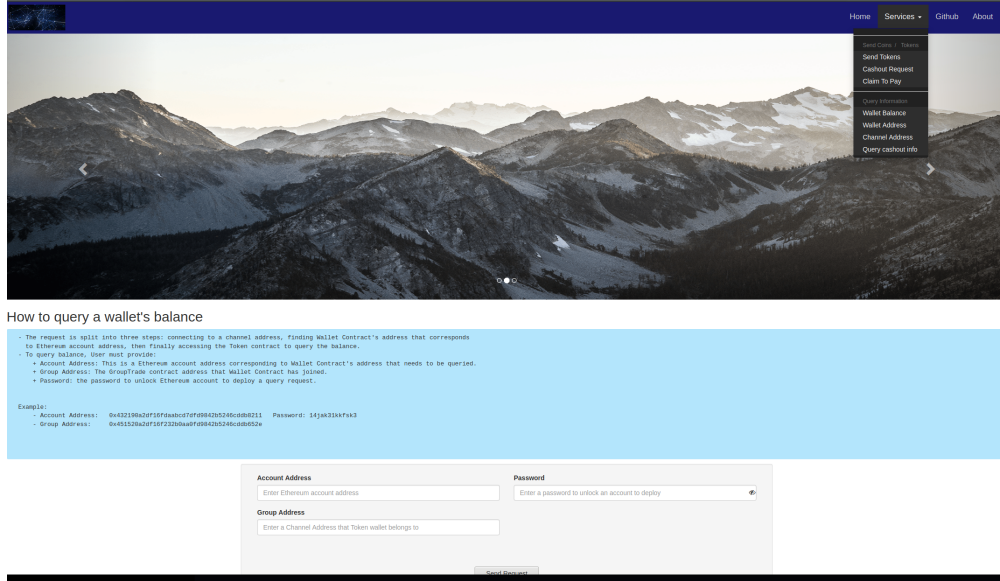 Home Services Github About
Send Coins \ Tokens
Send Tokens
Cashout Request
Claim To Pay
Query Information
Wallet Balance
Wallet Address
Channel Address
Query cashout info
How to query a wallet's balance
- The request is split into three steps: connecting to a channel address, finding Wallet Contract's address that corresponds
to Ethereum account address, then finally accessing the Token contract to query the balance.
- To query balance, User must provide:
+ Account Address: This is a Ethereum account address corresponding to Wallet Contract's address that needs to be queried.
+ Group Address: The GroupTrade contract address that Wallet Contract has joined.
+ Password: the password to unlock Ethereum account to deploy a query request.
Example:
- Account Address: 0x432190a2df16fdaabcd7dfd9842b5246cddb8211 Password: 14jak31kkfsk3
- Group Address: 0x451520a2df16f232b0aa0fd9842b5246cddb652e
Account Address Password
Enter Ethereum account address Enter a password to unlock an account to deploy
Group Address
Enter a Channel Address that Token wallet belongs to
Send Request